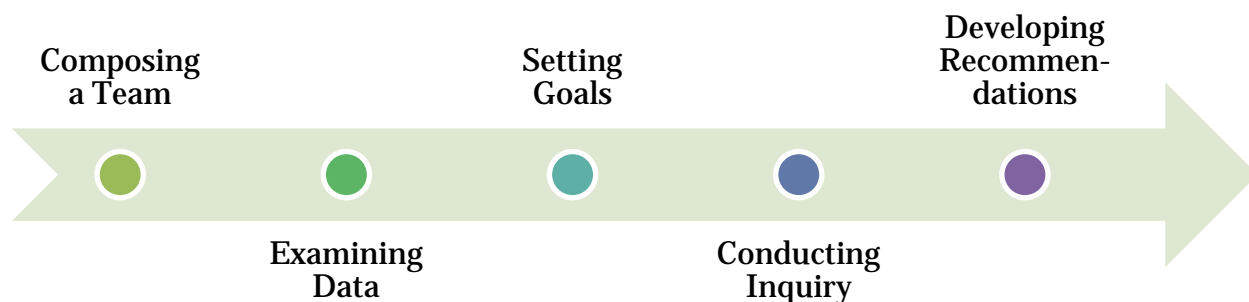 Composing
a Team
Examining
Data
Setting
Goals
Conducting
Inquiry
Developing
Recommen-
dations